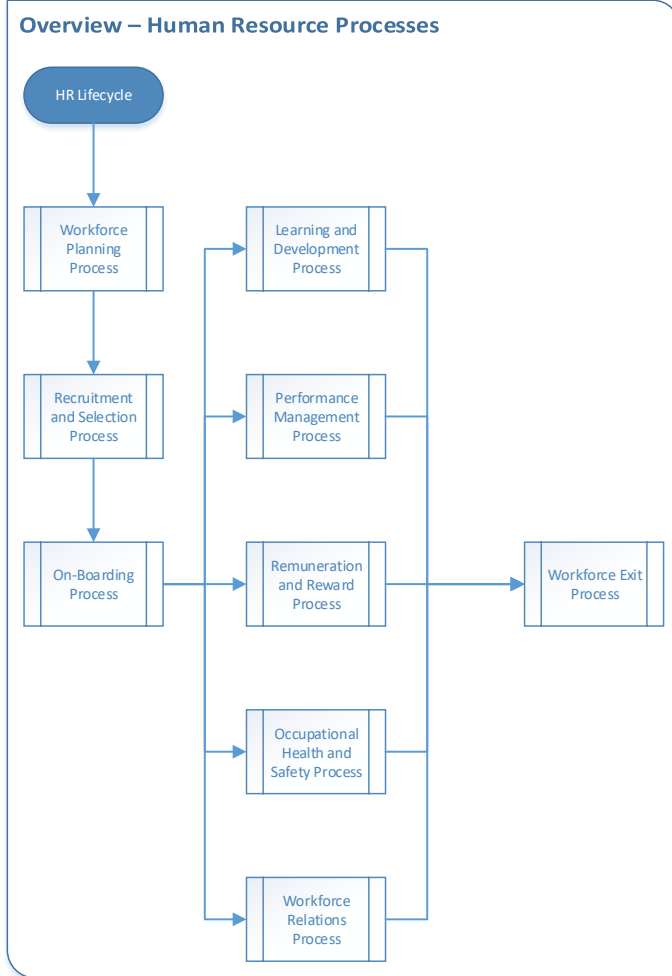 Overview – Human Resource Processes
HR Lifecycle
Workforce
Planning
Process
Recruitment
and Selection
Process
On-Boarding
Process
Learning and
Development
Process
Performance
Management
Process
Remuneration
and Reward
Process
Occupational
Health and
Safety Process
Workforce
Relations
Process
Workforce Exit
Process